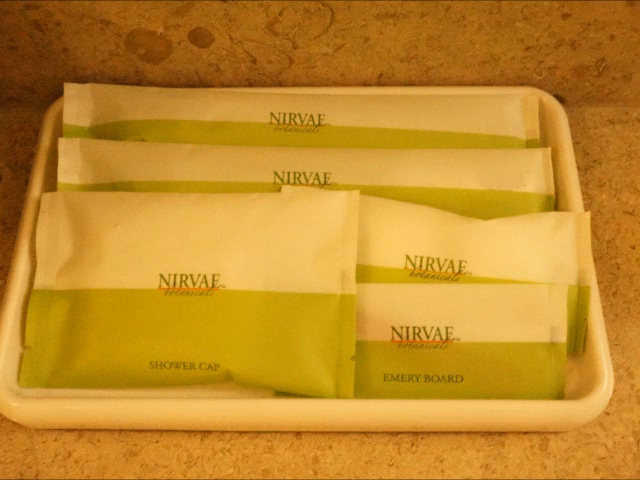 NIRVAE
botanicals
NIRVAE
NIRVAE
botanicals
NIRVAE
botanicals
SHOWER CAP
NIRVAE
botanicals
EMERY BOARD